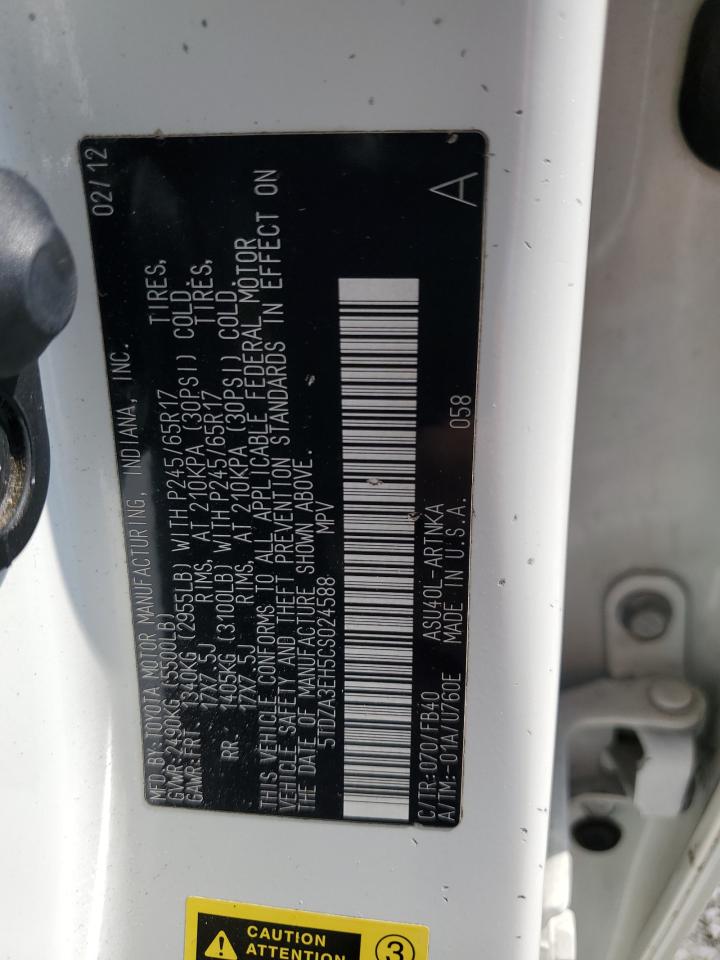 MFD.BY: TOYOTA MOTOR MANUFACTURING, INDIANA, INC. 02/12
GVWR: 2490KG (5500LB)
GAWR:FRT. 1340KG (2955LB) WITH P245/65R17 TIRES,
17X7.5J RIMS, AT 210KPA (30PSI) COLD.
RR. 1405KG (3100LB) WITH P245/65R17 TIRES,
17X7.5J RIMS, AT 210KPA (30PSI) COLD.
THIS VEHICLE CONFORMS TO ALL APPLICABLE FEDERAL MOTOR
VEHICLE SAFETY AND THEFT PREVENTION STANDARDS IN EFFECT ON
THE DATE OF MANUFACTURE SHOWN ABOVE.
5TDZA3EH5CS024588 MPV
C/TR:070/FB40 ASU40L-ARTNKA 058
A/TM:-01A/U760E MADE IN U.S.A. A
CAUTION
ATTENTION
3